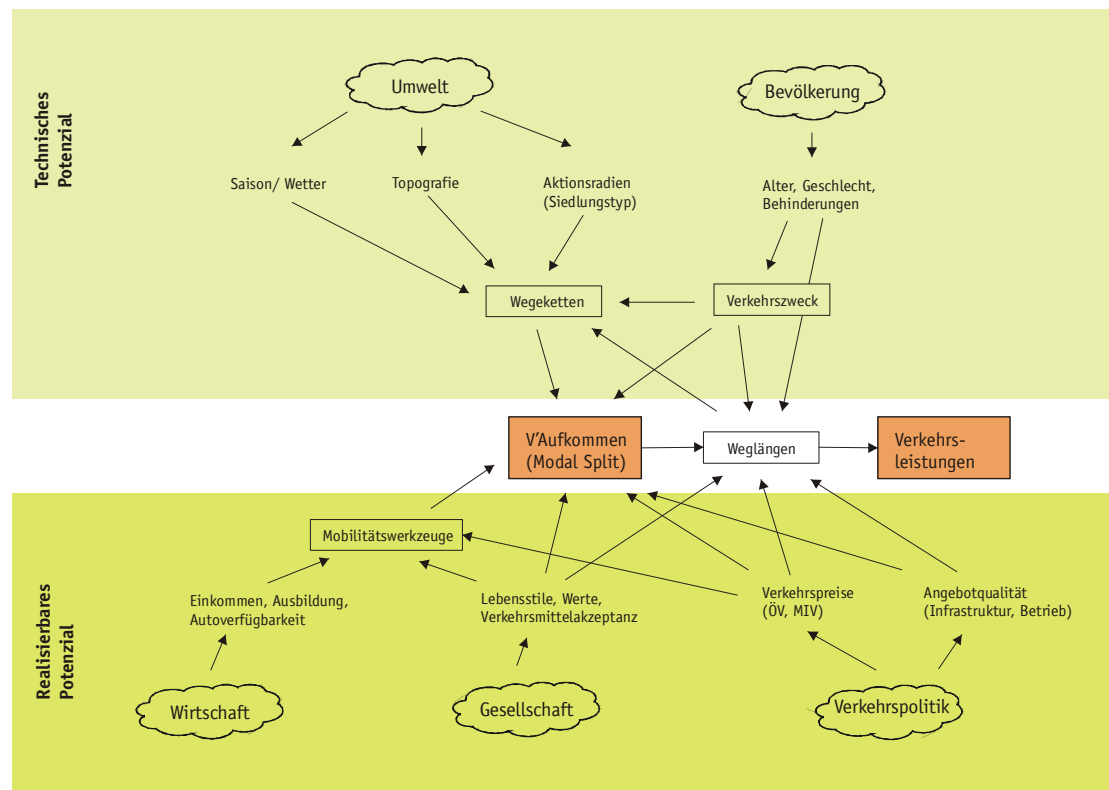 Technisches
Potenzial
Umwelt
Bevölkerung
Saison/ Wetter
Topografie
Aktionsradien
(Siedlungstyp)
Alter, Geschlecht,
Behinderungen
Wegeketten
Verkehrszweck
V'Aufkommen
(Modal Split)
Weglängen
Verkehrs-
leistungen
Realisierbares
Potenzial
Mobilitätswerkzeuge
Einkommen, Ausbildung,
Autoverfügbarkeit
Lebensstile, Werte,
Verkehrsmittelakzeptanz
Verkehrspreise
(ÖV, MIV)
Angebotqualität
(Infrastruktur, Betrieb)
Wirtschaft
Gesellschaft
Verkehrspolitik